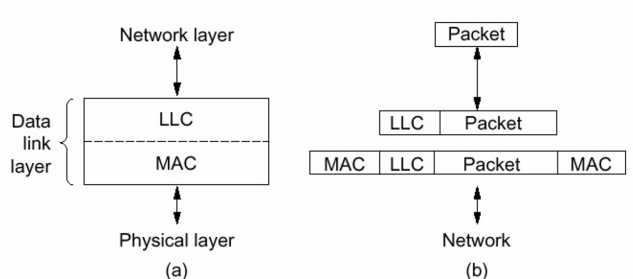 Network layer
Data
link
layer
LLC
MAC
Physical layer
(a)
Packet
LLC Packet
MAC LLC Packet MAC
Network
(b)